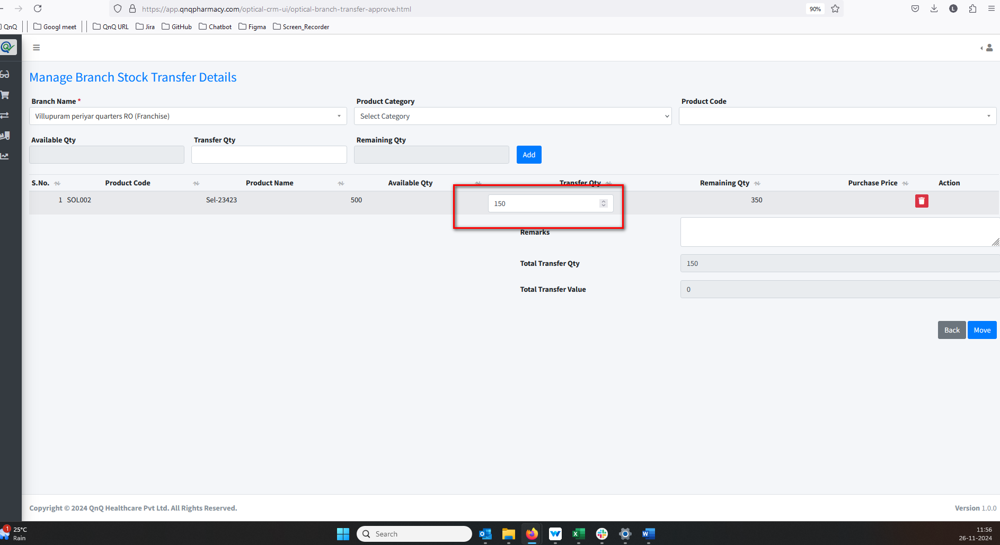 https://app.qnqpharmacy.com/optical-crm-ui/optical-branch-transfer-approve.html 90% L
QnQ Googl meet QnQ URL Jira GitHub Chatbot Figma Screen_Recorder
Manage Branch Stock Transfer Details
Branch Name * Product Category Product Code
Villupuram periyar quarters RO (Franchise) Select Category
Available Qty Transfer Qty Remaining Qty
Add
S.No. Product Code Product Name Available Qty Transfer Qty Remaining Qty Purchase Price Action
1 SOL002 Sel-23423 500 150 350
Remarks
Total Transfer Qty 150
Total Transfer Value 0
Back Move
Copyright © 2024 QnQ Healthcare Pvt Ltd. All Rights Reserved. Version 1.0.0
1 25°C
Rain
Search
11:56
26-11-2024